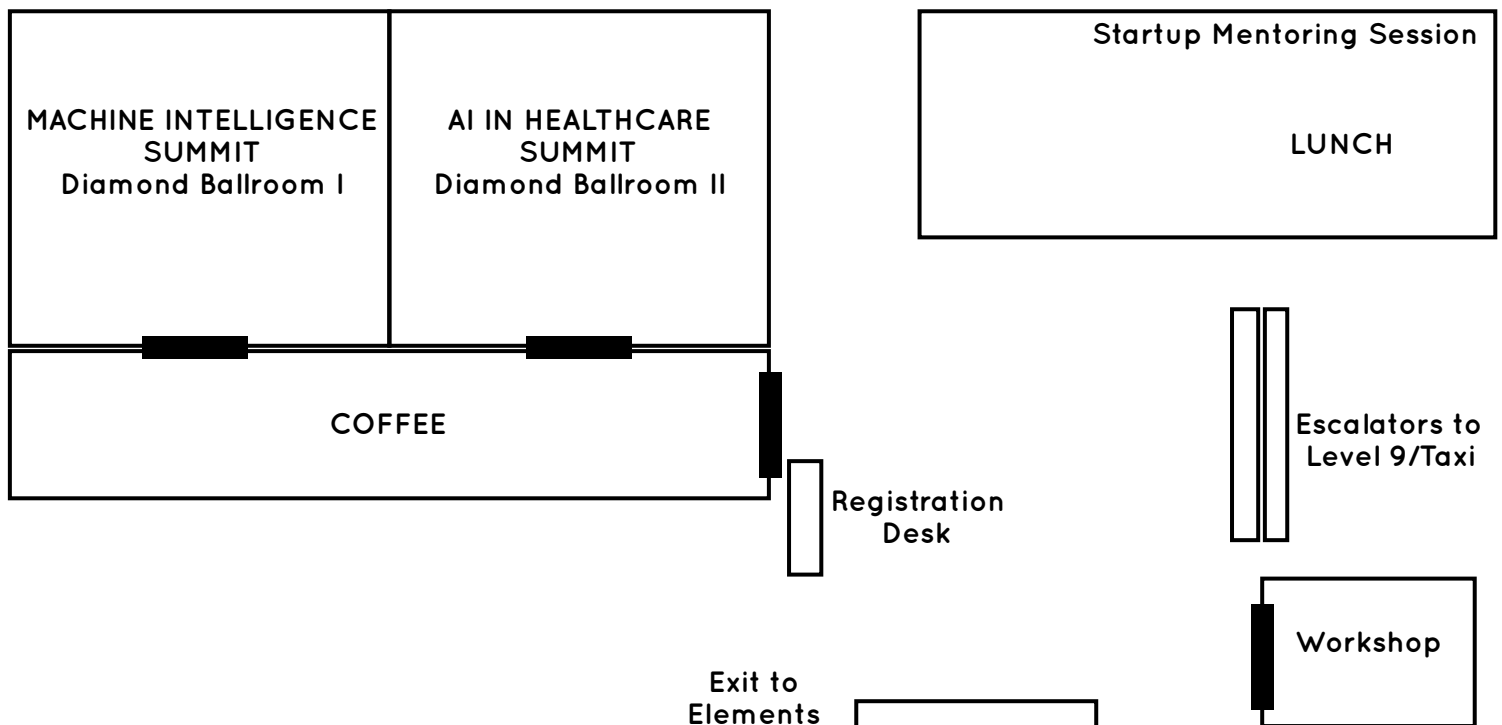 Startup Mentoring Session
MACHINE INTELLIGENCE
SUMMIT
Diamond Ballroom I
AI IN HEALTHCARE
SUMMIT
Diamond Ballroom II
LUNCH
COFFEE
Escalators to
Level 9/Taxi
Registration
Desk
Workshop
Exit to
Elements